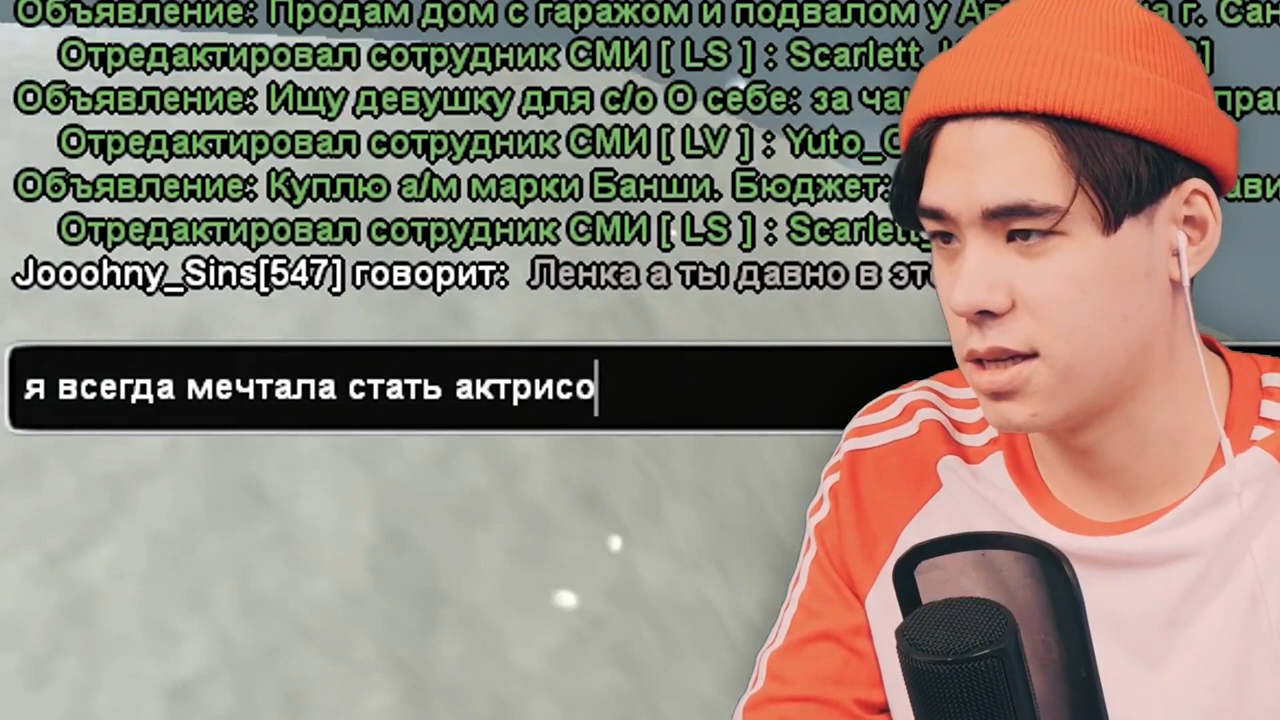 Объявление: Продам дом с гаражом и подвалом у г. Сан
Отредактировал сотрудник СМИ [ LS ] : Scarlett
Объявление: Ищу девушку для с/о О себе: за
Отредактировал сотрудник СМИ [ LV ] :
Объявление: Куплю а/м марки Банши. Бюджет:
Отредактировал сотрудник СМИ [ LS ] :
Jooohny_Sins[547] говорит: Ленка а ты давно в
я всегда мечтала стать актрисо